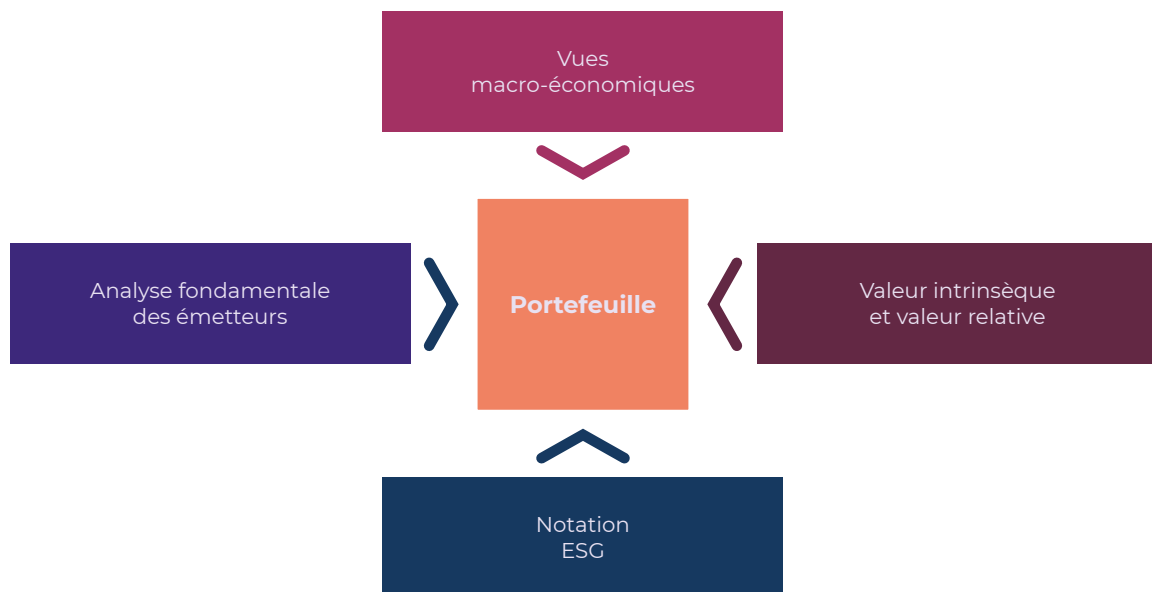 Vues
macro-économiques
Analyse fondamentale
des émetteurs
Portefeuille
Valeur intrinsèque
et valeur relative
Notation
ESG